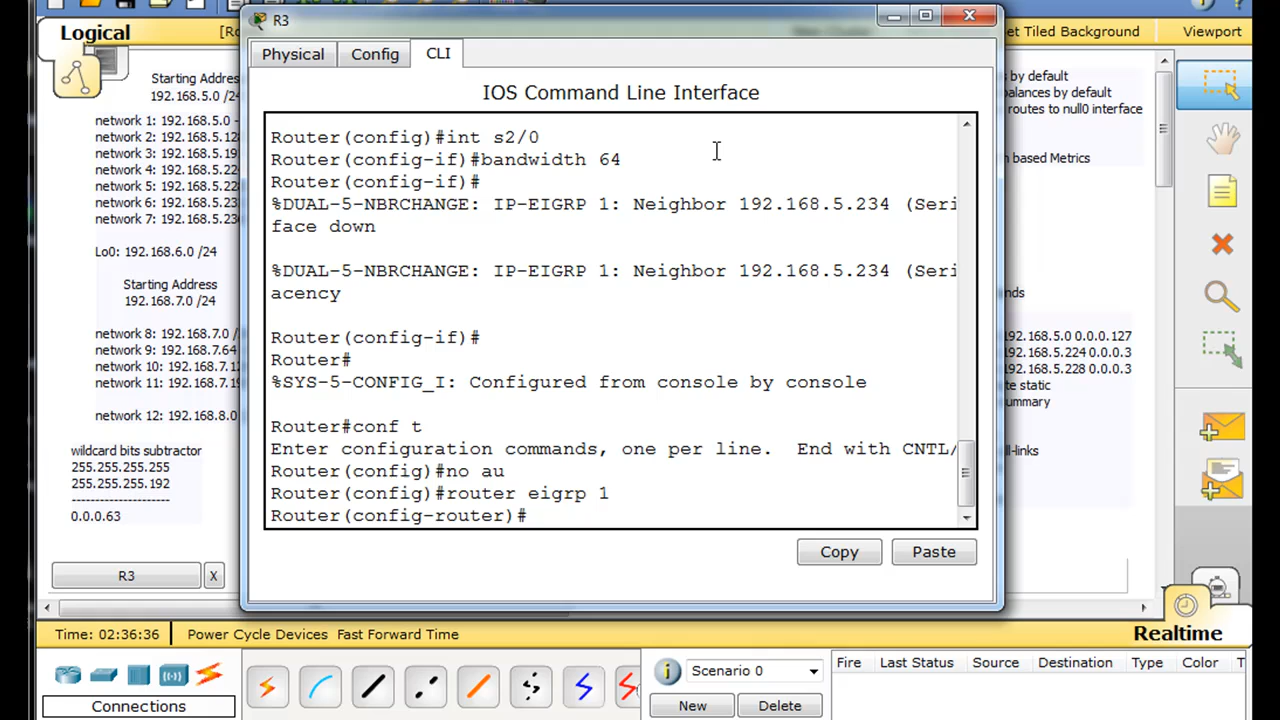 R3
Logical
[Ro
et Tiled Background
Viewport
Physical
Config
CLI
IOS Command Line Interface
Starting Addre
192.168.5.0 /24
network 1: 192.168.5.0 -
network 2: 192.168.5.128
network 3: 192.168.5.19
network 4: 192.168.5.22
network 5: 192.168.5.22
network 6: 192.168.5.23
network 7: 192.168.5.23
Lo0: 192.168.6.0 /24
Starting Address
192.168.7.0 /24
network 8: 192.168.7.0 /
network 9: 192.168.7.64
network 10: 192.168.7.12
network 11: 192.168.7.19
network 12: 192.168.8.0
wildcard bits subtractor
255.255.255.255
255.255.255.192
---------------------
0.0.0.63
Router(config)#int s2/0
Router(config-if)#bandwidth 64
Router(config-if)#
%DUAL-5-NBRCHANGE: IP-EIGRP 1: Neighbor 192.168.5.234 (Seri
face down
%DUAL-5-NBRCHANGE: IP-EIGRP 1: Neighbor 192.168.5.234 (Seri
acency
Router(config-if)#
Router#
%SYS-5-CONFIG_I: Configured from console by console
Router#conf t
Enter configuration commands, one per line.  End with CNTL/
Router(config)#no au
Router(config)#router eigrp 1
Router(config-router)#
s by default
balances by default
routes to null0 interface
n based Metrics
nds
192.168.5.0 0.0.0.127
192.168.5.224 0.0.0.3
192.168.5.228 0.0.0.3
te static
ummary
ll-links
Copy
Paste
R3
X
Time: 02:36:36
Power Cycle Devices
Fast Forward Time
Realtime
Connections
Scenario 0
New
Delete
Fire
Last Status
Source
Destination
Type
Color
T